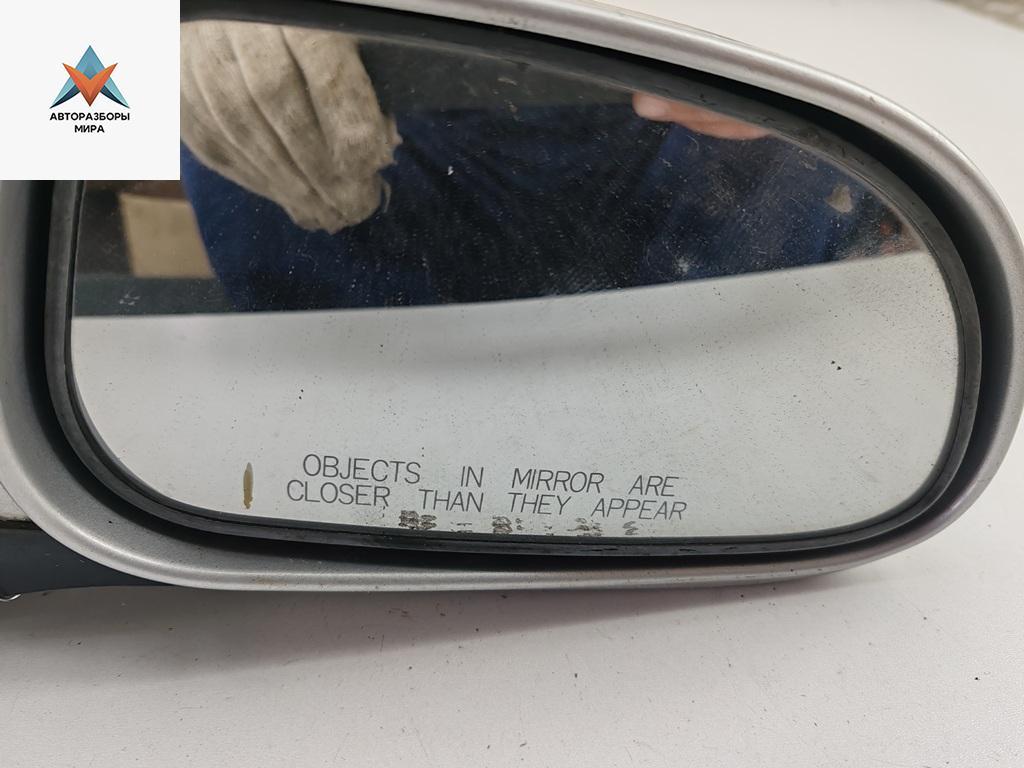 АВТОРАЗБОРЫ
МИРА
OBJECTS IN MIRROR ARE
CLOSER THAN THEY APPEAR